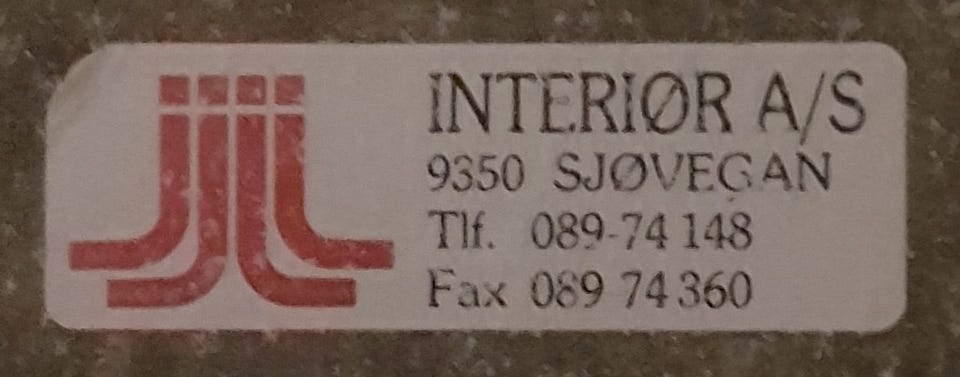 INTERIØR A/S
9350 SJØVEGAN
Tlf. 089-74 148
Fax 089 74 360